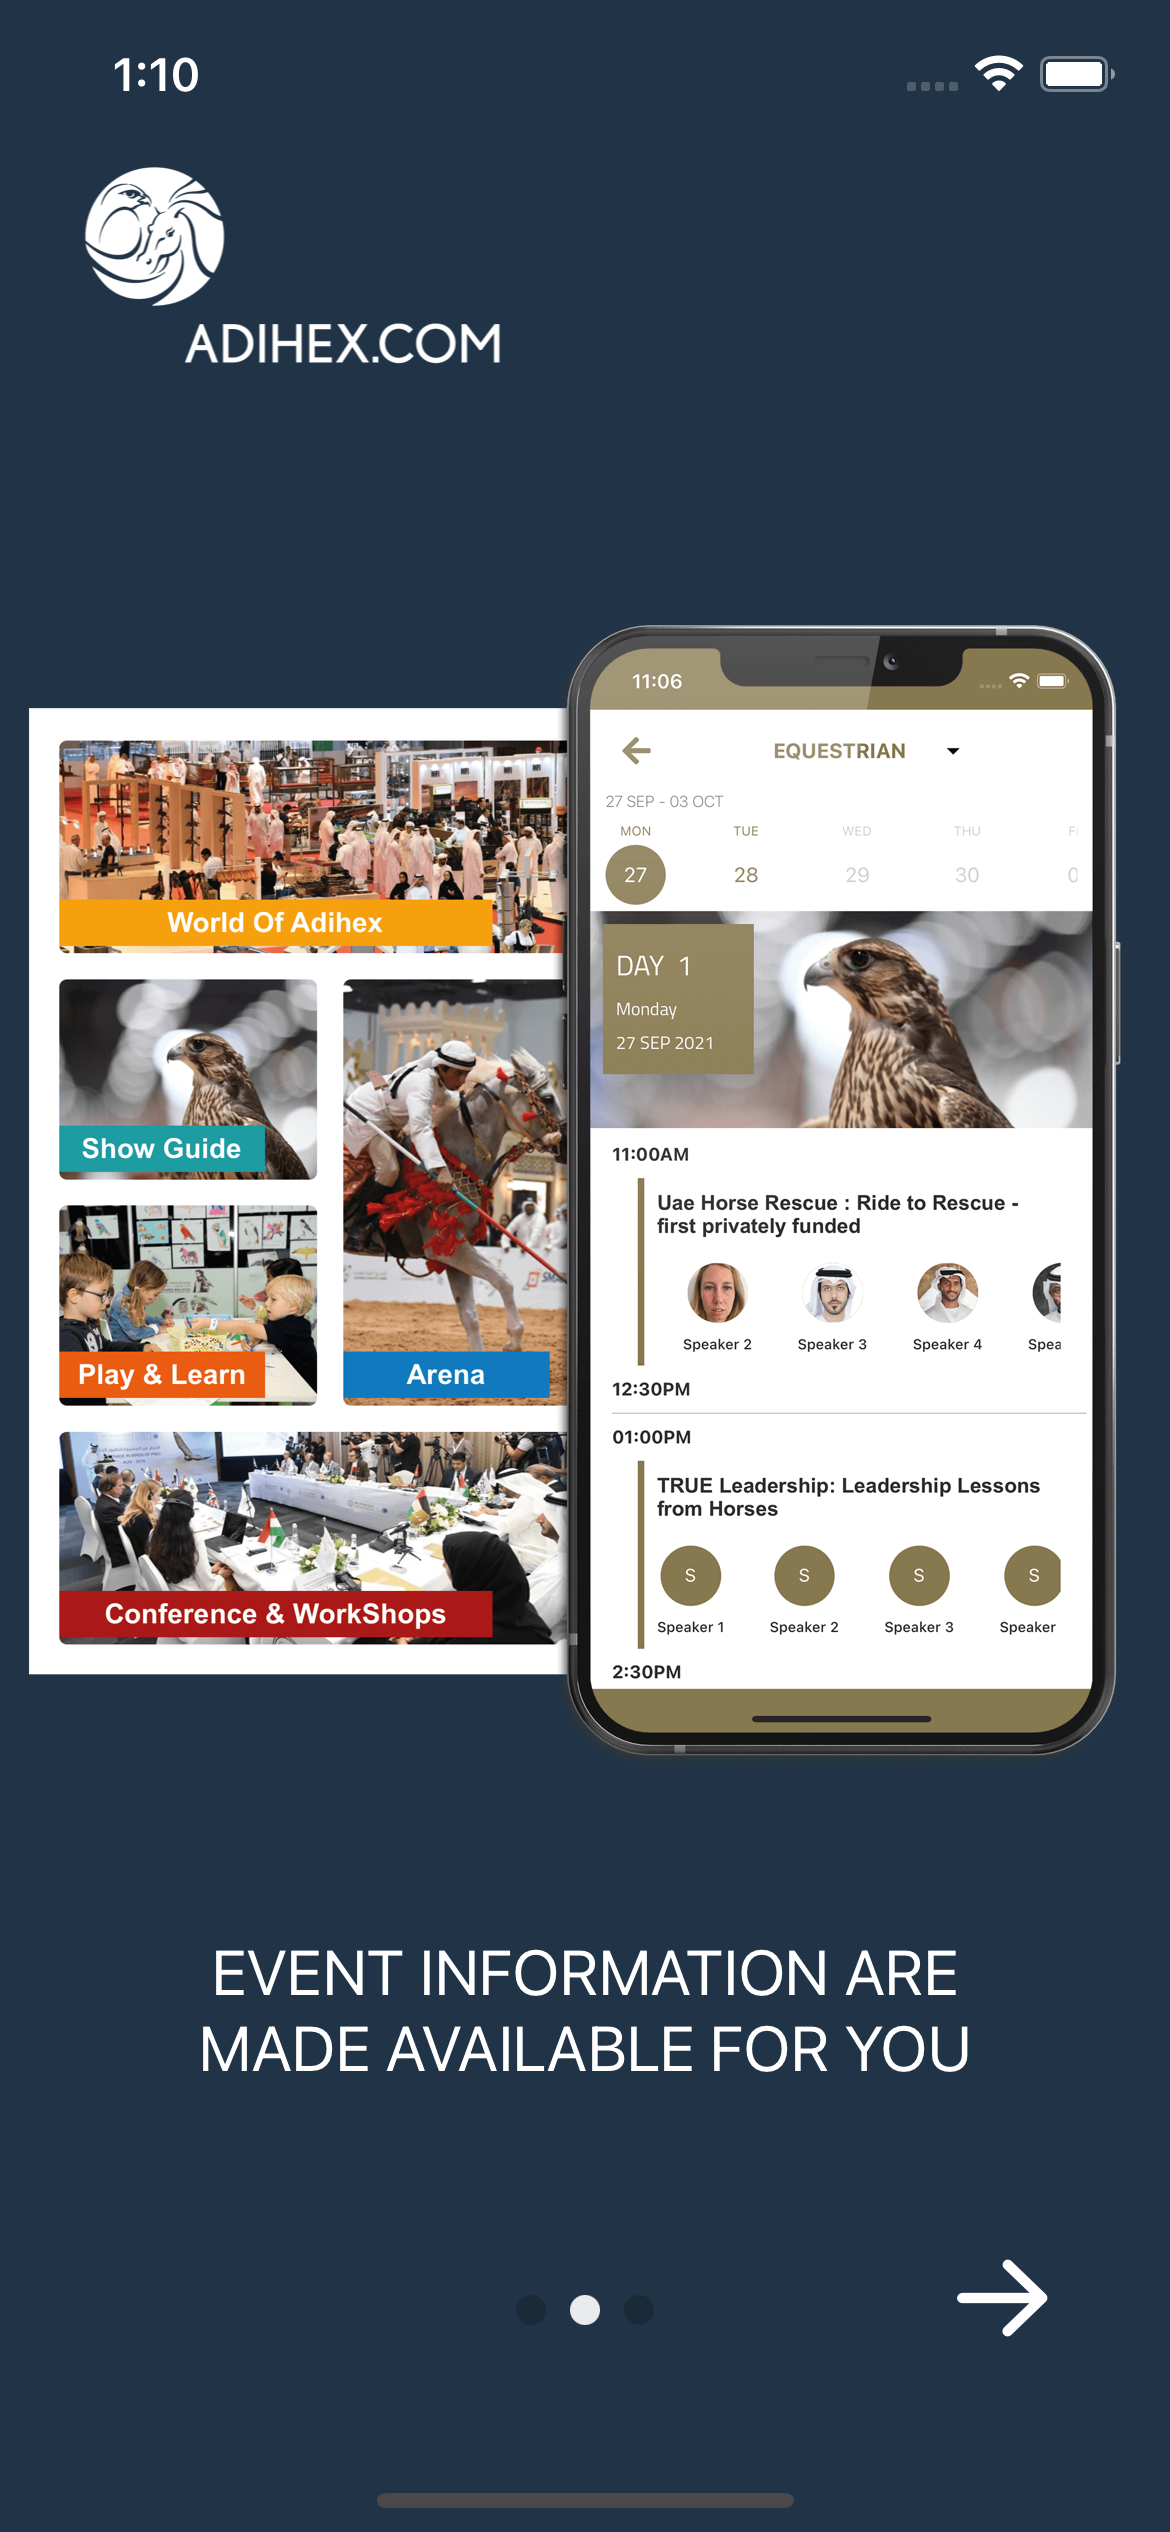 1:10
ADIHEX.COM
World Of Adihex
Show Guide
Play & Learn
Arena
Conference & WorkShops
11:06
EQUESTRIAN
27 SEP - 03 OCT
MON TUE WED THU F
27 28 29 30 0
DAY 1
Monday
27 SEP 2021
11:00AM
Uae Horse Rescue : Ride to Rescue -
first privately funded
Speaker 2 Speaker 3 Speaker 4 Spea
12:30PM
01:00PM
TRUE Leadership: Leadership Lessons
from Horses
S S S S
Speaker 1 Speaker 2 Speaker 3 Speaker
2:30PM
EVENT INFORMATION ARE
MADE AVAILABLE FOR YOU